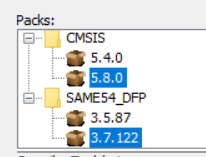 Packs:
CMSIS
5.4.0
5.8.0
SAME54_DFP
3.5.87
3.7.122